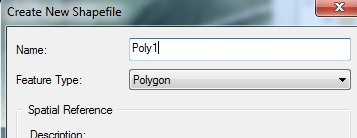 Create New Shapefile
Name: Poly1
Feature Type: Polygon
Spatial Reference
Description: